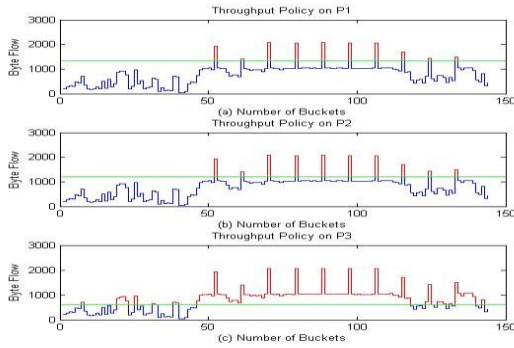 Throughput Policy on P1
3000
2000
1000
0
Byte Flow
0 50 100 150
(a) Number of Buckets
Throughput Policy on P2
3000
2000
1000
0
Byte Flow
0 50 100 150
(b) Number of Buckets
Throughput Policy on P3
3000
2000
1000
0
Byte Flow
0 50 100 150
(c) Number of Buckets